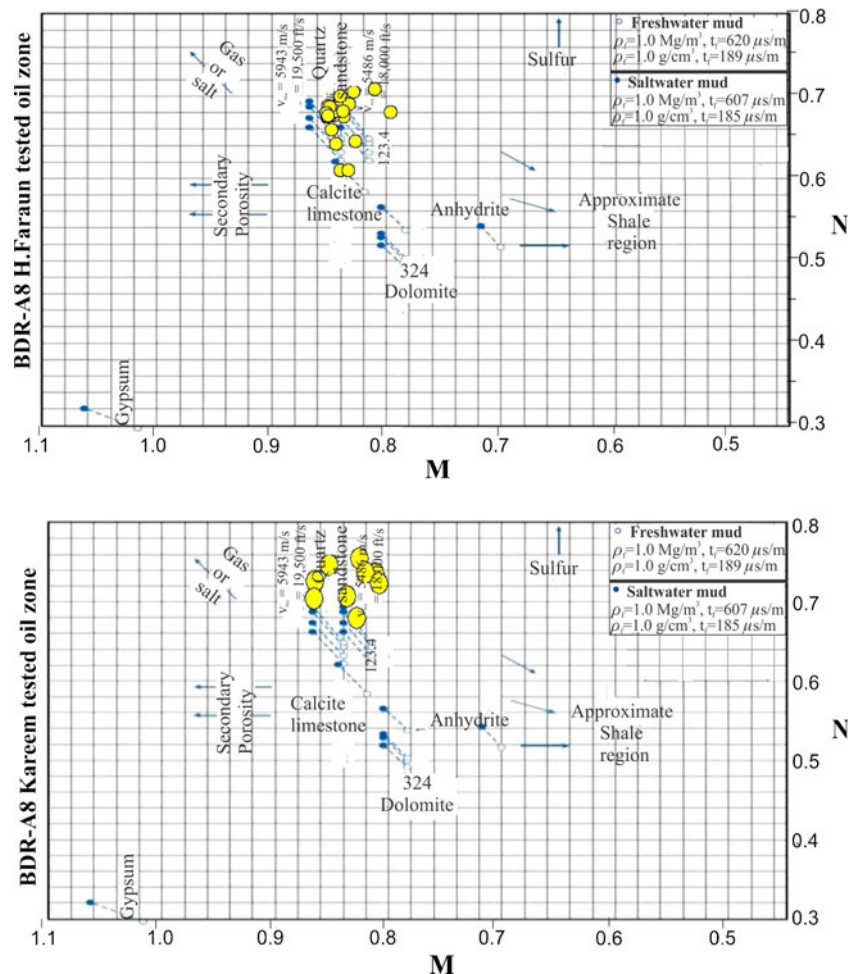 BDR-A8 H.Faraun tested oil zone
Gas
or
salt
v = 5943 m/s
= 19,500 ft/s
Quartz
sandstone
v = 5486 m/s
= 18,000 ft/s
Sulfur
0.8
Freshwater mud
ρf=1.0 Mg/m³, tf=620 μs/m
ρf=1.0 g/cm³, tf=189 μs/m
Saltwater mud
ρf=1.0 Mg/m³, tf=607 μs/m
ρf=1.0 g/cm³, tf=185 μs/m
0.7
123.4
0.6
Secondary
Porosity
Calcite
limestone
Anhydrite
Approximate
Shale
region
N
0.5
324
Dolomite
0.4
Gypsum
0.3
1.1 1.0 0.9 0.8 0.7 0.6 0.5
M
BDR-A8 Kareem tested oil zone
Gas
or
salt
v = 5943 m/s
= 19,500 ft/s
Quartz
sandstone
v = 5486 m/s
ft/s
Sulfur
0.8
Freshwater mud
ρf=1.0 Mg/m³, tf=620 μs/m
ρf=1.0 g/cm³, tf=189 μs/m
Saltwater mud
ρf=1.0 Mg/m³, tf=607 μs/m
ρf=1.0 g/cm³, tf=185 μs/m
0.7
123.4
0.6
Secondary
Porosity
Calcite
limestone
Anhydrite
Approximate
Shale
region
N
0.5
324
Dolomite
0.4
Gypsum
0.3
1.1 1.0 0.9 0.8 0.7 0.6 0.5
M